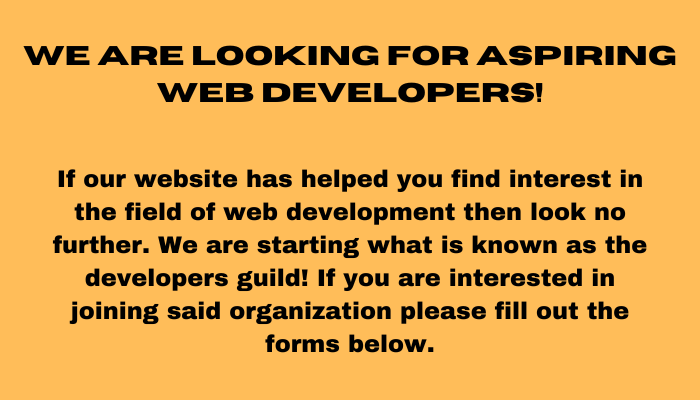 WE ARE LOOKING FOR ASPIRING
WEB DEVELOPERS!
If our website has helped you find interest in
the field of web development then look no
further. We are starting what is known as the
developers guild! If you are interested in
joining said organization please fill out the
forms below.